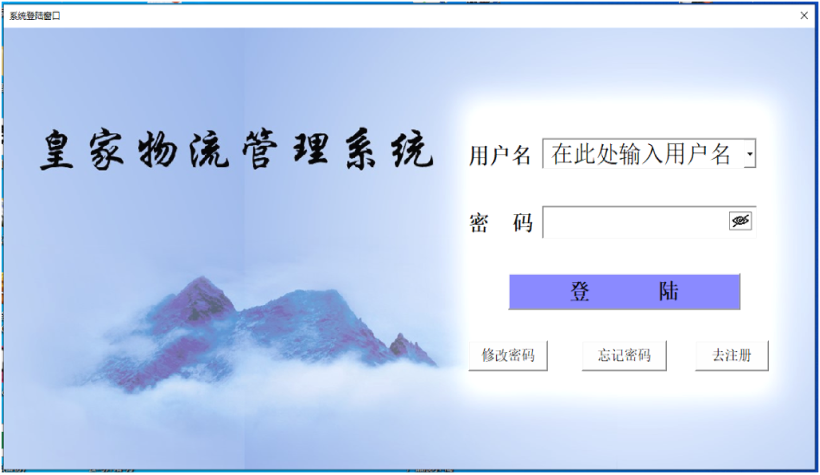 系统登陆窗口
皇家物流管理系统
用户名 在此处输入用户名
密 码
登 陆
修改密码 忘记密码 去注册